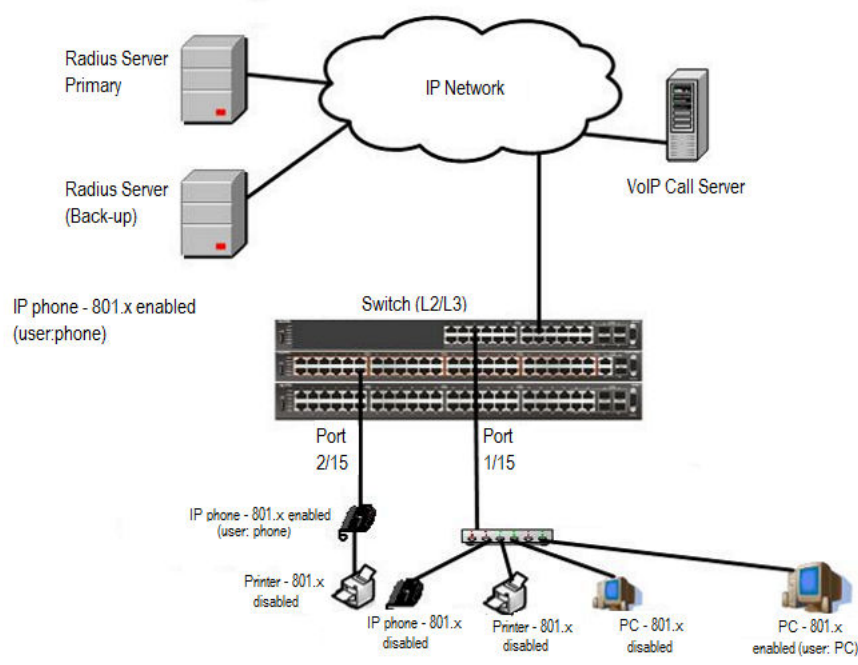 Radius Server
Primary
IP Network
VoIP Call Server
Radius Server
(Back-up)
IP phone - 801.x enabled
(user:phone)
Switch (L2/L3)
Port
2/15
Port
1/15
IP phone - 801.x enabled
(user: phone)
Printer - 801.x
disabled
IP phone - 801.x
disabled
Printer - 801.x
disabled
PC - 801.x
disabled
PC - 801.x
enabled (user: PC)